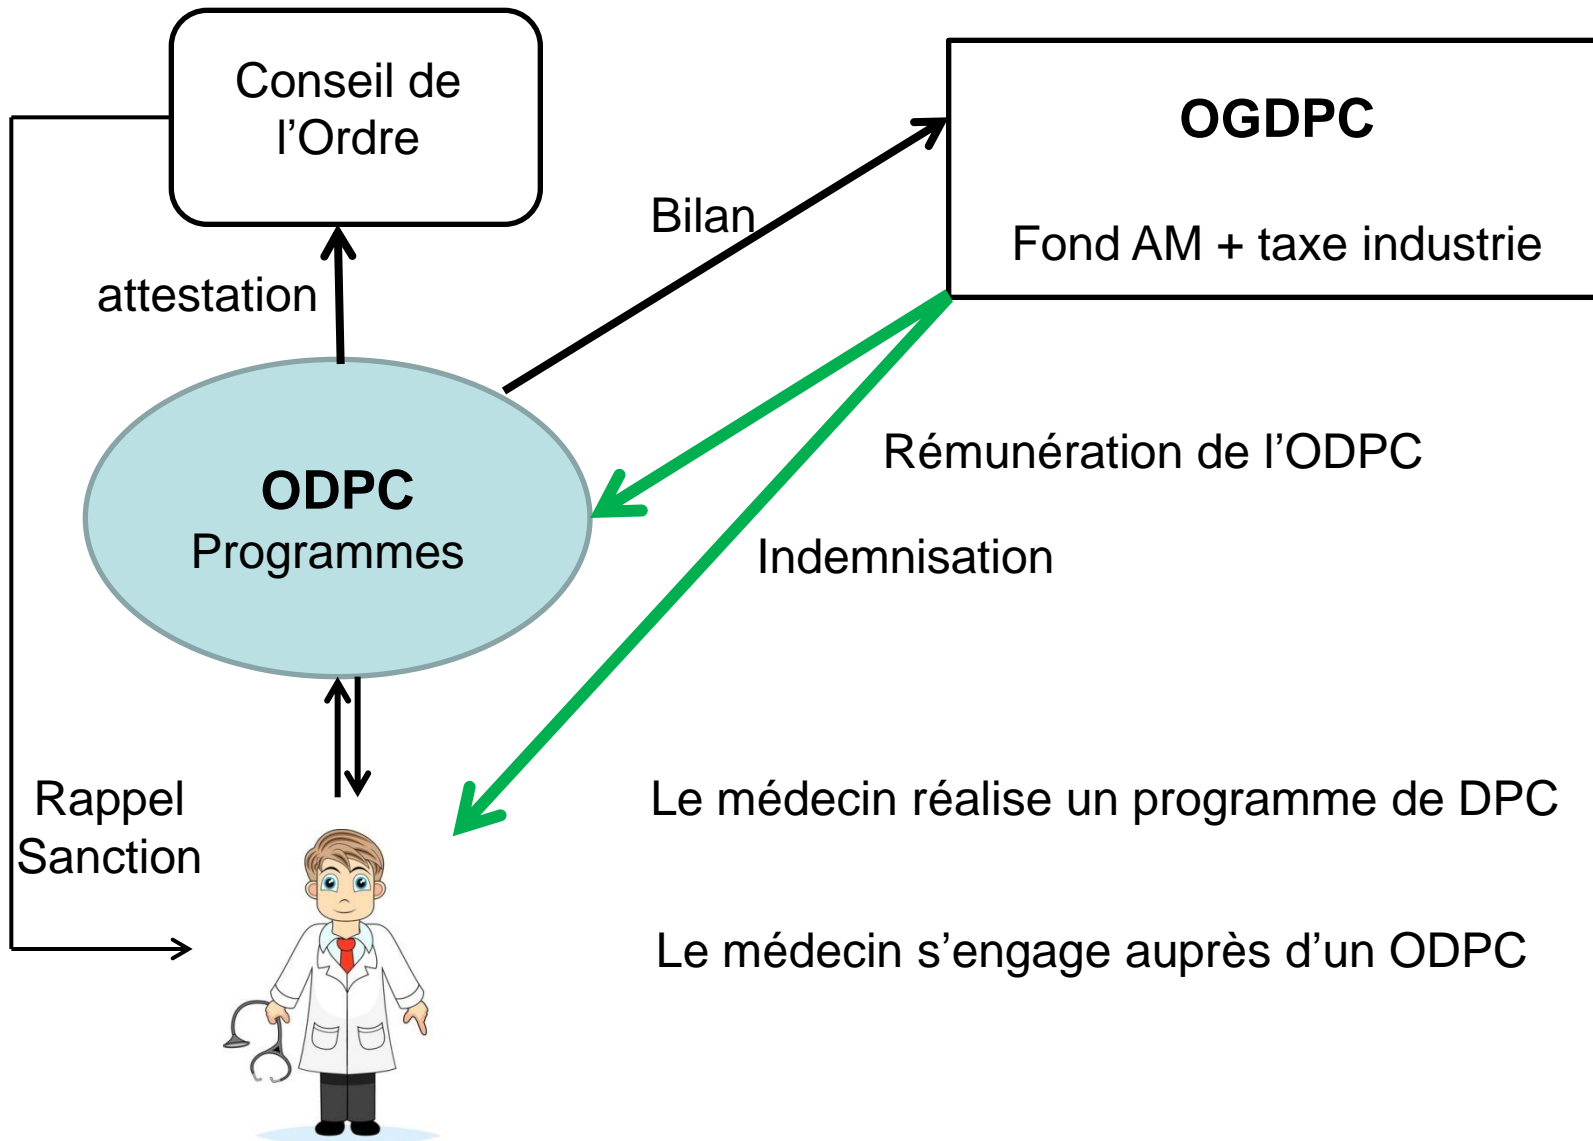 Conseil de
l’Ordre
OGDPC
Fond AM + taxe industrie
Bilan
attestation
Rémunération de l’ODPC
ODPC
Programmes
Indemnisation
Rappel
Sanction
Le médecin réalise un programme de DPC
Le médecin s’engage auprès d’un ODPC